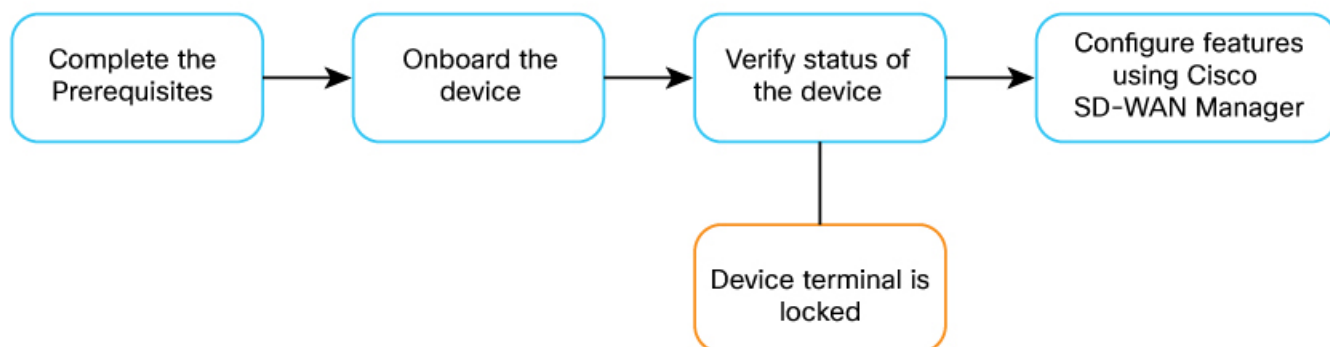 Complete the
Prerequisites
Onboard the
device
Verify status of
the device
Configure features
using Cisco
SD-WAN Manager
Device terminal is
locked